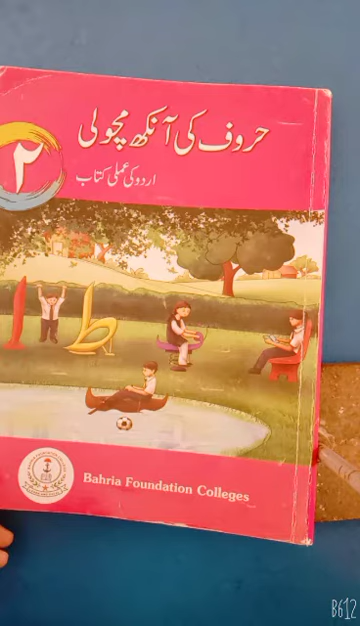 حروف کی آنکھ مچولی
۲
اردو کی عملی کتاب
Bahria Foundation Colleges
B612